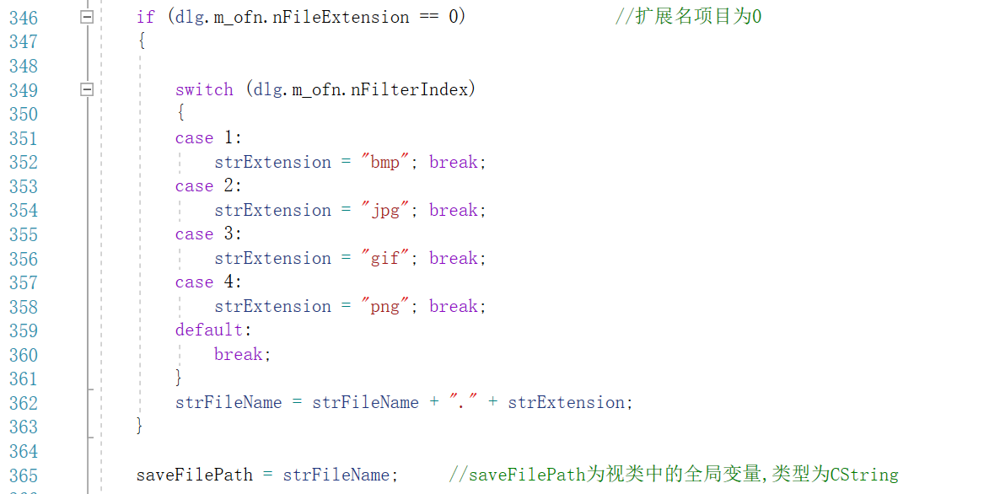 346 if (dlg.m_ofn.nFileExtension == 0) //扩展名项目为0
347 {
348
349 switch (dlg.m_ofn.nFilterIndex)
350 {
351 case 1:
352 strExtension = "bmp"; break;
353 case 2:
354 strExtension = "jpg"; break;
355 case 3:
356 strExtension = "gif"; break;
357 case 4:
358 strExtension = "png"; break;
359 default:
360 break;
361 }
362 strFileName = strFileName + "." + strExtension;
363 }
364
365 saveFilePath = strFileName; //saveFilePath为视类中的全局变量,类型为CString